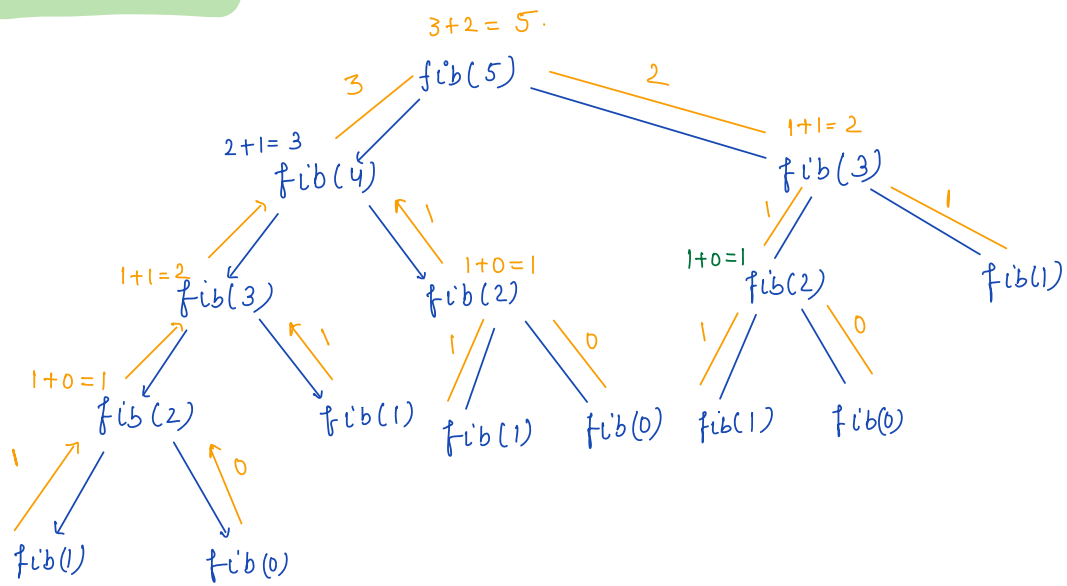 3+2 = 5.
fib(5)
3
2
2+1= 3
1+1= 2
fib(4)
fib(3)
1
1
1
1+1=2
1+0=1
1+0=1
fib(3)
fib(2)
fib(2)
fib(1)
1
1
0
1
0
1+0=1
fib(2)
fib(1)
fib(1)
fib(0)
fib(1)
fib(0)
1
0
fib(1)
fib(0)